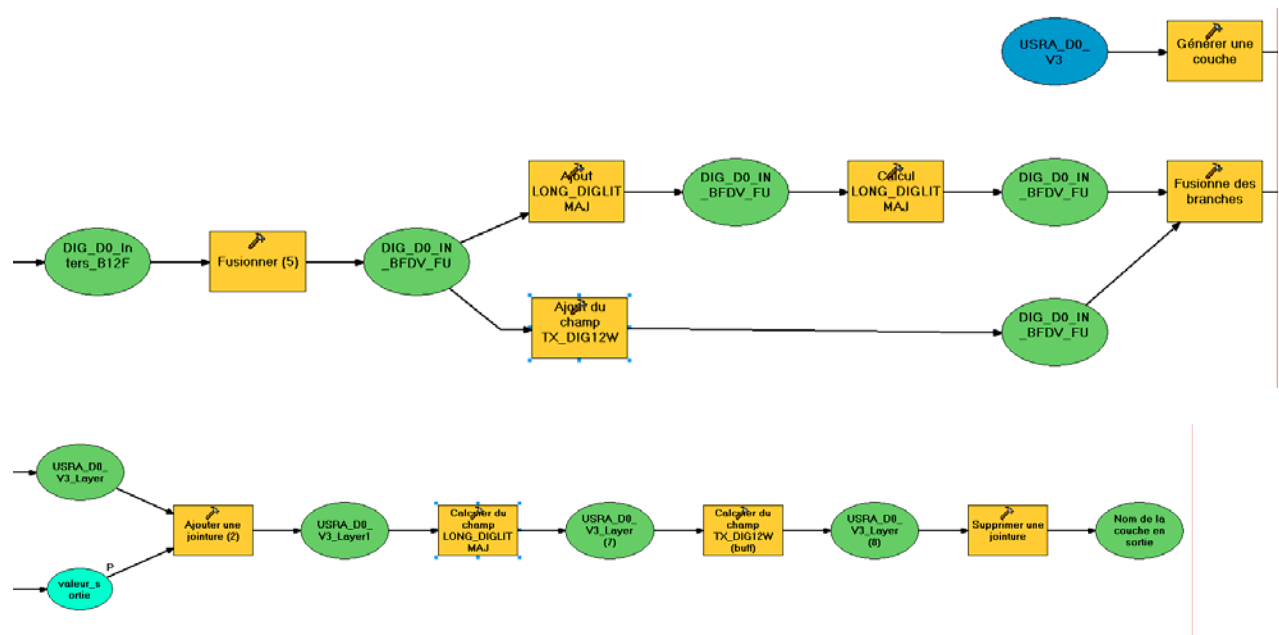 USRA_D0_
V3
Générer une
couche
DIG_D0_In
ters_B12F
Fusionner (5)
DIG_D0_IN
_BFDV_FU
Ajout
LONG_DIGLIT
MAJ
DIG_D0_IN
_BFDV_FU
Calcul
LONG_DIGLIT
MAJ
DIG_D0_IN
_BFDV_FU
Fusionne des
branches
Ajout du
champ
TX_DIG12W
DIG_D0_IN
_BFDV_FU
USRA_D0_
V3_Layer
valeur_s
ortie
P
Ajouter une
jointure (2)
USRA_D0_
V3_Layer1
Calculer du
champ
LONG_DIGLIT
MAJ
USRA_D0_
V3_Layer
(7)
Calculer du
champ
TX_DIG12W
(buff)
USRA_D0_
V3_Layer
(8)
Supprimer une
jointure
Nom de la
couche en
sortie